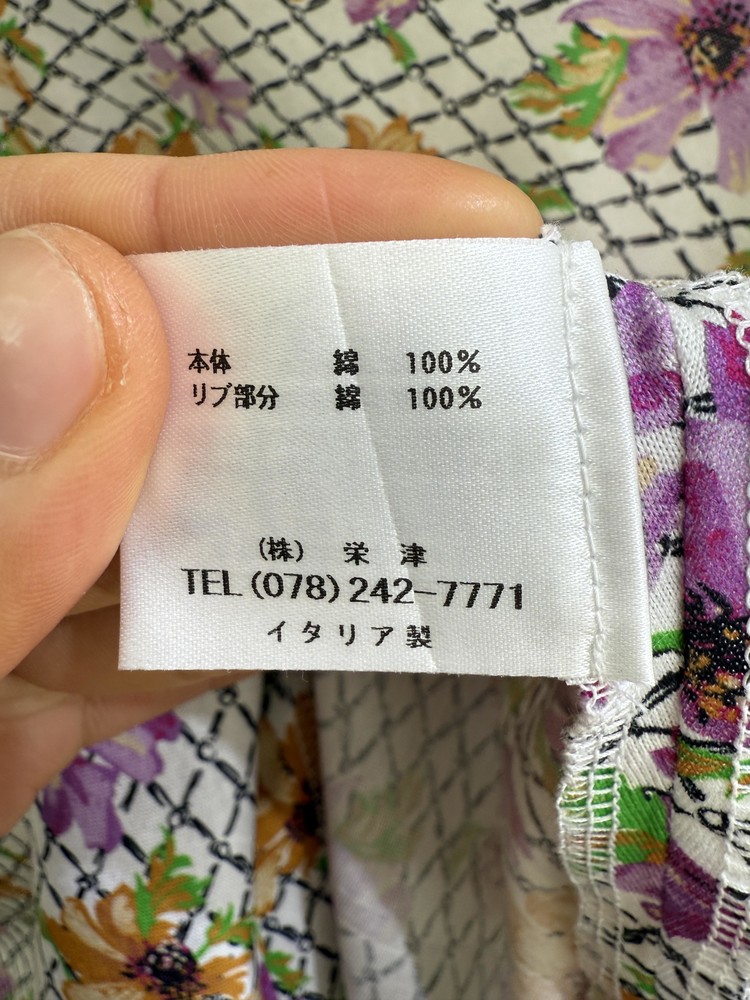 本体 綿 100%
リブ部分 綿 100%
(株) 栄津
TEL (078) 242-7771
イタリア製